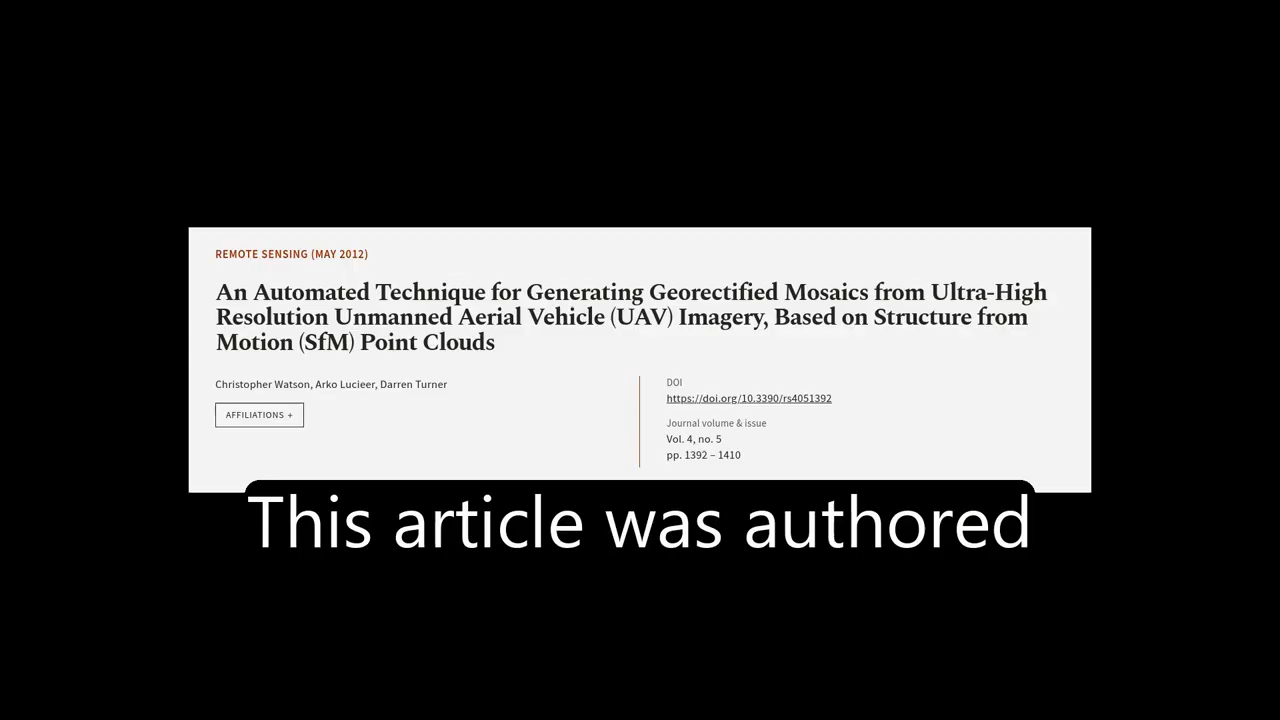 REMOTE SENSING (MAY 2012)
An Automated Technique for Generating Georectified Mosaics from Ultra-High
Resolution Unmanned Aerial Vehicle (UAV) Imagery, Based on Structure from
Motion (SfM) Point Clouds
Christopher Watson, Arko Lucieer, Darren Turner
AFFILIATIONS +
DOI
https://doi.org/10.3390/rs4051392
Journal volume & issue
Vol. 4, no. 5
pp. 1392 – 1410
This article was authored